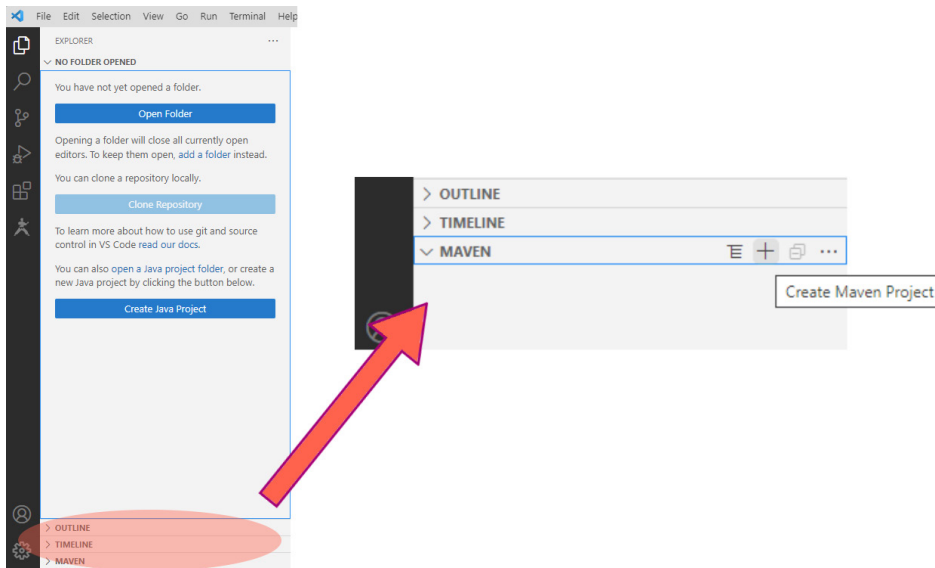 File Edit Selection View Go Run Terminal Help
EXPLORER
NO FOLDER OPENED
You have not yet opened a folder.
Open Folder
Opening a folder will close all currently open
editors. To keep them open, add a folder instead.
You can clone a repository locally.
Clone Repository
To learn more about how to use git and source
control in VS Code read our docs.
You can also open a Java project folder, or create a
new Java project by clicking the button below.
Create Java Project
OUTLINE
TIMELINE
MAVEN
OUTLINE
TIMELINE
MAVEN
Create Maven Project